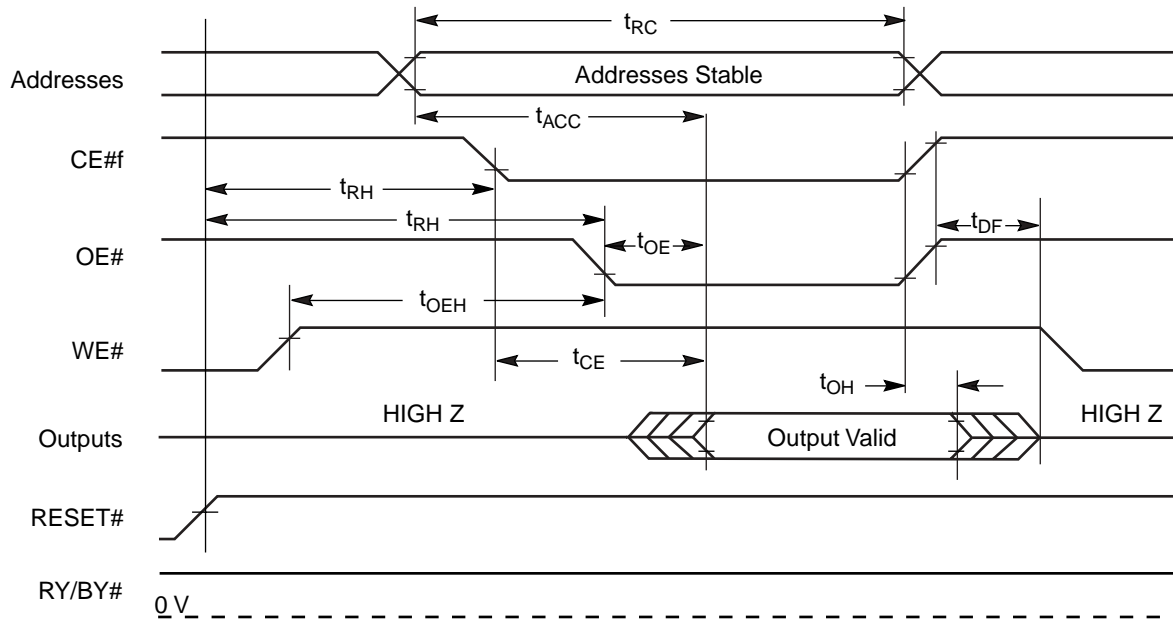 tRC
Addresses
Addresses Stable
tACC
CE#f
tRH
tRH
tOE
tDF
OE#
tOEH
WE#
tCE
tOH
HIGH Z
HIGH Z
Outputs
Output Valid
RESET#
RY/BY#
0 V